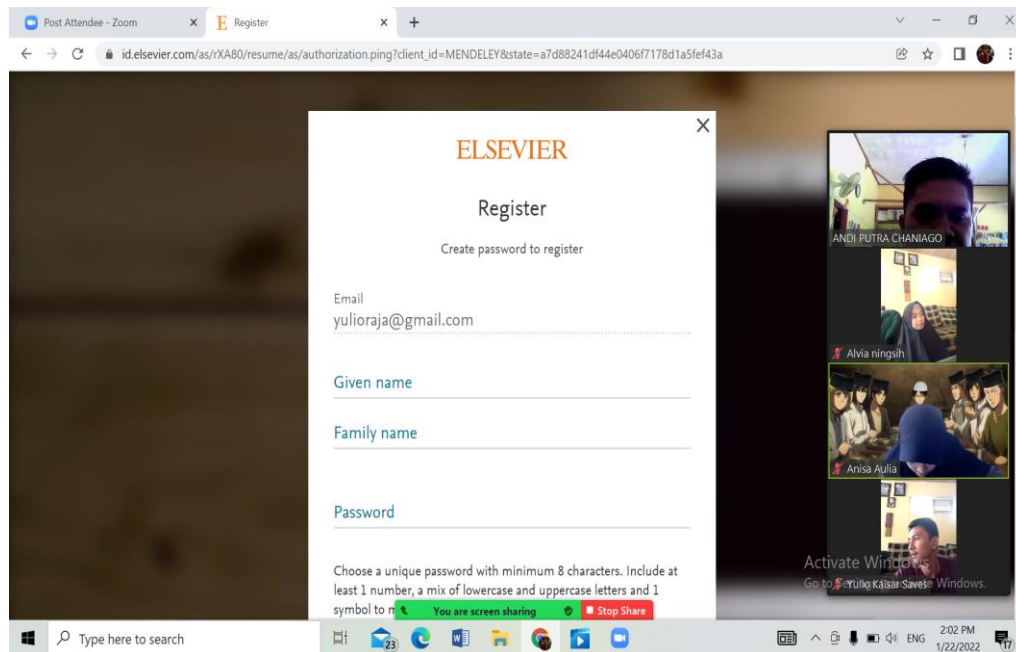 Post Attendee - Zoom
Register
id.elsevier.com/as/rXA80/resume/as/authorization.ping?client_id=MENDELEY&state=a7d88241df44e0406f7178d1a5fef43a
ELSEVIER
Register
Create password to register
Email
yulioraja@gmail.com
Given name
Family name
Password
Choose a unique password with minimum 8 characters. Include at
least 1 number, a mix of lowercase and uppercase letters and 1
symbol to
You are screen sharing
Stop Share
ANDI PUTRA CHANIAGO
Alvia ningsih
Anisa Aulia
Activate Windows
Go to
Windows.
Type here to search
23
ENG
2:02 PM
1/22/2022
17